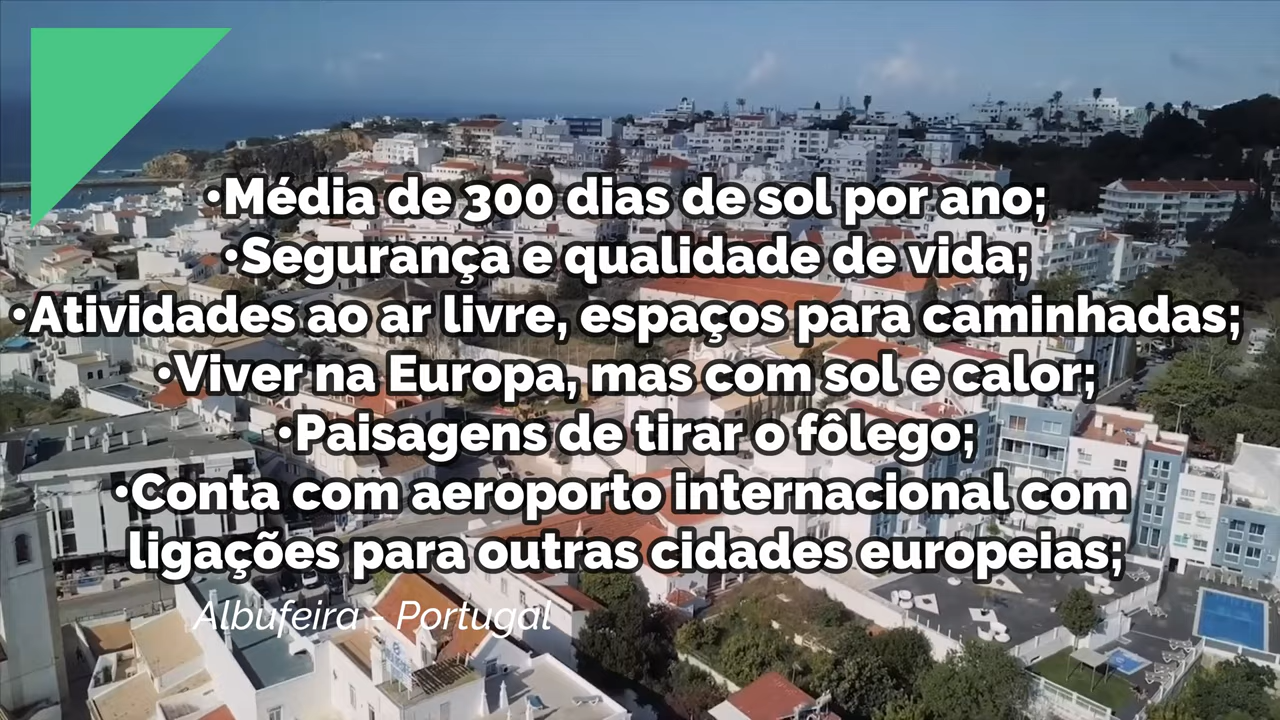 •Média de 300 dias de sol por ano;
•Segurança e qualidade de vida;
•Atividades ao ar livre, espaços para caminhadas;
•Viver na Europa, mas com sol e calor;
•Paisagens de tirar o fôlego;
•Conta com aeroporto internacional com
ligações para outras cidades europeias;
Albufeira - Portugal